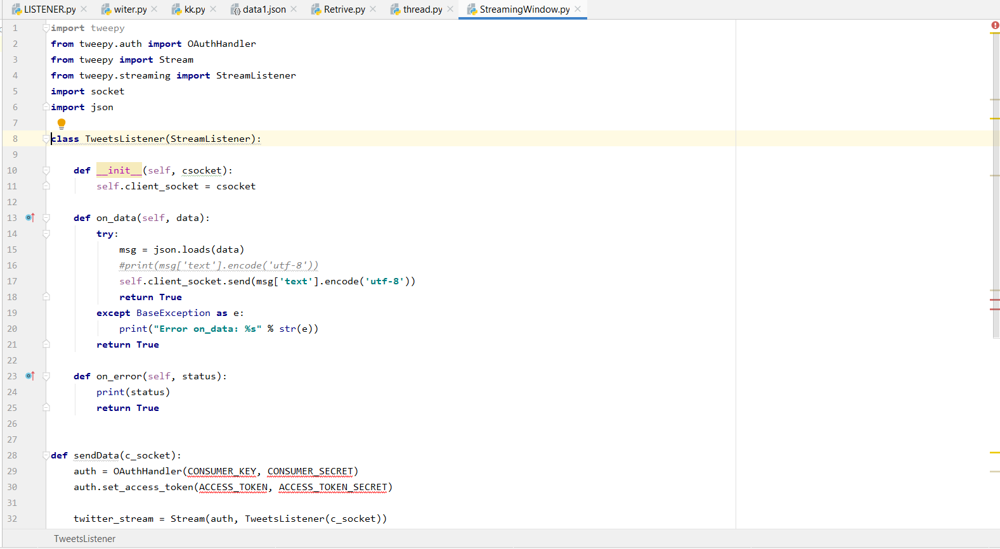 LISTENER.py witer.py kk.py data1.json Retrive.py thread.py StreamingWindow.py
1 import tweepy
2 from tweepy.auth import OAuthHandler
3 from tweepy import Stream
4 from tweepy.streaming import StreamListener
5 import socket
6 import json
7
8 class TweetsListener(StreamListener):
9
10 def __init__(self, csocket):
11 self.client_socket = csocket
12
13 def on_data(self, data):
14 try:
15 msg = json.loads(data)
16 #print(msg['text'].encode('utf-8'))
17 self.client_socket.send(msg['text'].encode('utf-8'))
18 return True
19 except BaseException as e:
20 print("Error on_data: %s" % str(e))
21 return True
22
23 def on_error(self, status):
24 print(status)
25 return True
26
27
28 def sendData(c_socket):
29 auth = OAuthHandler(CONSUMER_KEY, CONSUMER_SECRET)
30 auth.set_access_token(ACCESS_TOKEN, ACCESS_TOKEN_SECRET)
31
32 twitter_stream = Stream(auth, TweetsListener(c_socket))
TweetsListener